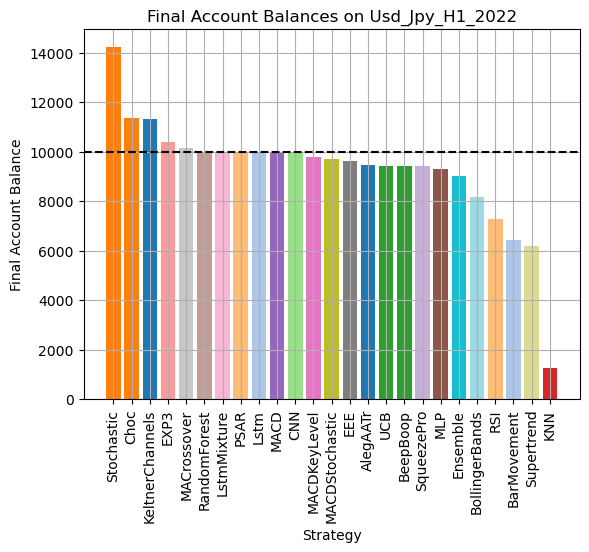 Final Account Balances on Usd_Jpy_H1_2022
14000
12000
10000
8000
6000
4000
2000
0
Final Account Balance
Stochastic
Choc
KeltnerChannels
EXP3
MACrossover
RandomForest
LstmMixture
PSAR
Lstm
MACD
CNN
MACDKeyLevel
MACDStochastic
EEE
AlegAATr
UCB
BeepBoop
SqueezePro
MLP
Ensemble
BollingerBands
RSI
BarMovement
Supertrend
KNN
Strategy